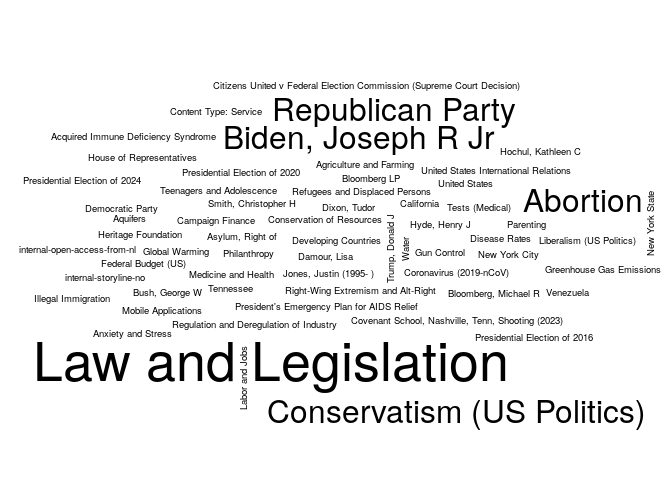 Citizens United v Federal Election Commission (Supreme Court Decision)
Content Type: Service
Republican Party
Acquired Immune Deficiency Syndrome
Biden, Joseph R Jr
Hochul, Kathleen C
House of Representatives
Agriculture and Farming
Presidential Election of 2020
United States International Relations
Presidential Election of 2024
Bloomberg LP
United States
Teenagers and Adolescence
Refugees and Displaced Persons
Abortion
New York State
Smith, Christopher H
Dixon, Tudor
California
Tests (Medical)
Democratic Party
Aquifers
Campaign Finance
Conservation of Resources
Trump, Donald J
Hyde, Henry J
Parenting
Heritage Foundation
Asylum, Right of
Developing Countries
Water
Disease Rates
Liberalism (US Politics)
internal-open-access-from-nl
Global Warming
Philanthropy
Damour, Lisa
Gun Control
New York City
Federal Budget (US)
internal-storyline-no
Medicine and Health
Jones, Justin (1995- )
Coronavirus (2019-nCoV)
Greenhouse Gas Emissions
Illegal Immigration
Bush, George W
Tennessee
Right-Wing Extremism and Alt-Right
Bloomberg, Michael R
Venezuela
Mobile Applications
President's Emergency Plan for AIDS Relief
Regulation and Deregulation of Industry
Covenant School, Nashville, Tenn, Shooting (2023)
Anxiety and Stress
Presidential Election of 2016
Law and Legislation
Labor and Jobs
Conservatism (US Politics)